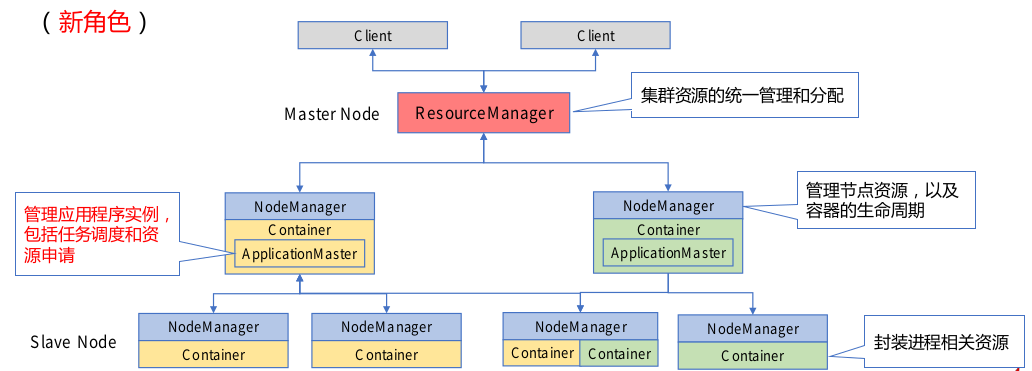 （新角色）
Client
Client
集群资源的统一管理和分配
Master Node
ResourceManager
管理应用程序实例，
包括任务调度和资
源申请
NodeManager
Container
ApplicationMaster
NodeManager
Container
ApplicationMaster
管理节点资源，以及
容器的生命周期
Slave Node
NodeManager
Container
NodeManager
Container
NodeManager
Container
Container
NodeManager
Container
封装进程相关资源